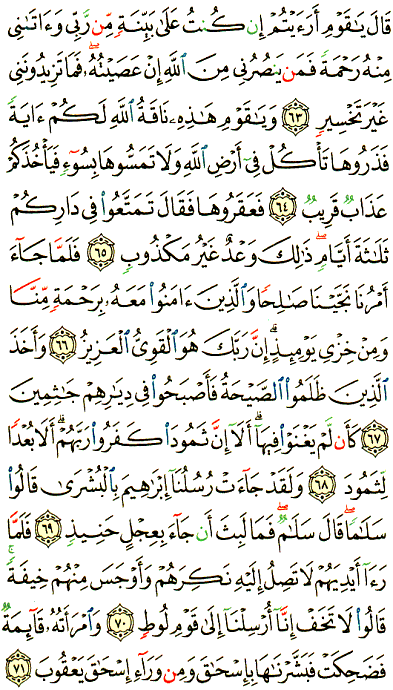 قَالَ يَٰقَوْمِ أَرَءَيْتُمْ إِن كُنتُ عَلَىٰ بَيِّنَةٍ مِّن رَّبِّى وَءَاتَىٰنِى
مِنْهُ رَحْمَةً فَمَن يَنصُرُنِى مِنَ ٱللَّهِ إِنْ عَصَيْتُهُۥ ۖ فَمَا تَزِيدُونَنِى
غَيْرَ تَخْسِيرٍ ٦٣ وَيَٰقَوْمِ هَٰذِهِۦ نَاقَةُ ٱللَّهِ لَكُمْ ءَايَةً
فَذَرُوهَا تَأْكُلْ فِىٓ أَرْضِ ٱللَّهِ وَلَا تَمَسُّوهَا بِسُوٓءٍ فَيَأْخُذَكُمْ
عَذَابٌ قَرِيبٌ ٦٤ فَعَقَرُوهَا فَقَالَ تَمَتَّعُوا۟ فِى دَارِكُمْ
ثَلَٰثَةَ أَيَّامٍ ۖ ذَٰلِكَ وَعْدٌ غَيْرُ مَكْذُوبٍ ٦٥ فَلَمَّا جَآءَ
أَمْرُنَا نَجَّيْنَا صَٰلِحًا وَٱلَّذِينَ ءَامَنُوا۟ مَعَهُۥ بِرَحْمَةٍ مِّنَّا
وَمِنْ خِزْىِ يَوْمِئِذٍ ۗ إِنَّ رَبَّكَ هُوَ ٱلْقَوِىُّ ٱلْعَزِيزُ ٦٦ وَأَخَذَ
ٱلَّذِينَ ظَلَمُوا۟ ٱلصَّيْحَةُ فَأَصْبَحُوا۟ فِى دِيَٰرِهِمْ جَٰثِمِينَ
٦٧ كَأَن لَّمْ يَغْنَوْا۟ فِيهَآ ۗ أَلَآ إِنَّ ثَمُودَا۟ كَفَرُوا۟ رَبَّهُمْ ۗ أَلَا بُعْدًا
لِّثَمُودَ ٦٨ وَلَقَدْ جَآءَتْ رُسُلُنَآ إِبْرَٰهِيمَ بِٱلْبُشْرَىٰ قَالُوا۟
سَلَٰمًا ۖ قَالَ سَلَٰمٌ ۖ فَمَا لَبِثَ أَن جَآءَ بِعِجْلٍ حَنِيذٍ ٦٩ فَلَمَّا
رَءَآ أَيْدِيَهُمْ لَا تَصِلُ إِلَيْهِ نَكِرَهُمْ وَأَوْجَسَ مِنْهُمْ خِيفَةً ۚ
قَالُوا۟ لَا تَخَفْ إِنَّآ أُرْسِلْنَآ إِلَىٰ قَوْمِ لُوطٍ ٧٠ وَٱمْرَأَتُهُۥ قَآئِمَةٌ
فَضَحِكَتْ فَبَشَّرْنَٰهَا بِإِسْحَٰقَ وَمِن وَرَآءِ إِسْحَٰقَ يَعْقُوبَ ٧١